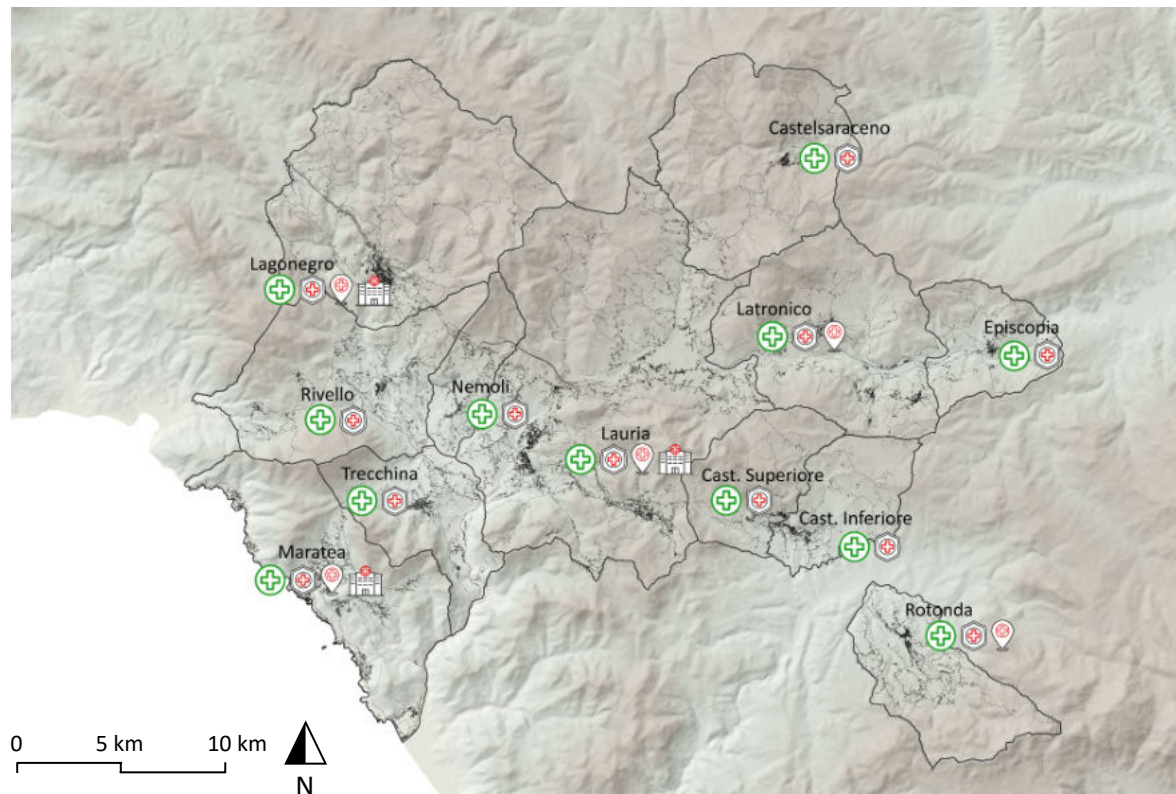 Castelsaraceno
Lagonegro
Latronico
Episcopia
Rivello
Nemoli
Lauria
Trecchina
Cast. Superiore
Cast. Inferiore
Maratea
Rotonda
0 5 km 10 km
N